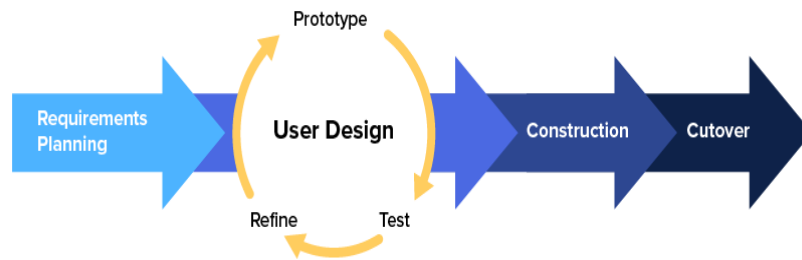 Prototype
Requirements
Planning
User Design
Construction
Cutover
Refine
Test